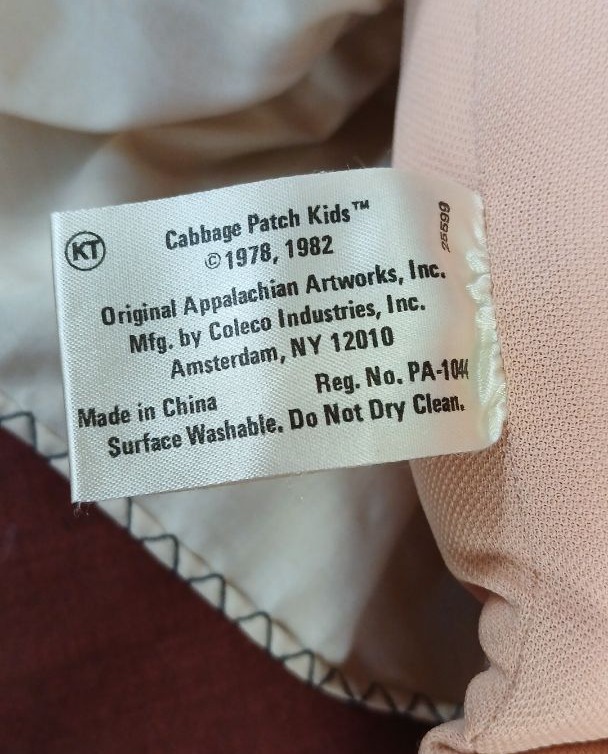 KT
Cabbage Patch Kids™
©1978, 1982
Original Appalachian Artworks, Inc.
Mfg. by Coleco Industries, Inc.
Amsterdam, NY 12010
Reg. No. PA-1044
Made in China
Surface Washable. Do Not Dry Clean.
25599